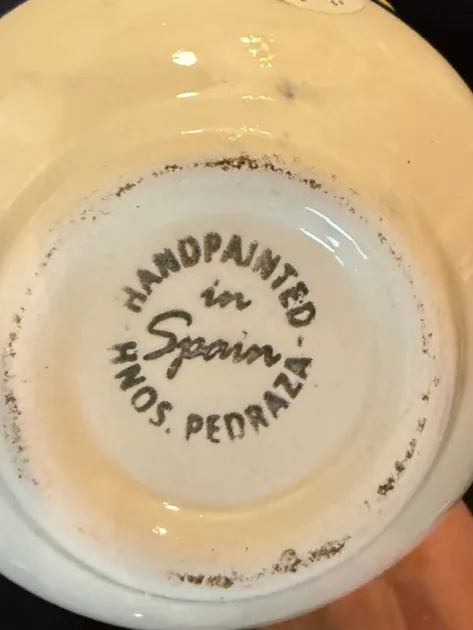 HANDPAINTED
in
Spain
HNOS. PEDRAZA-